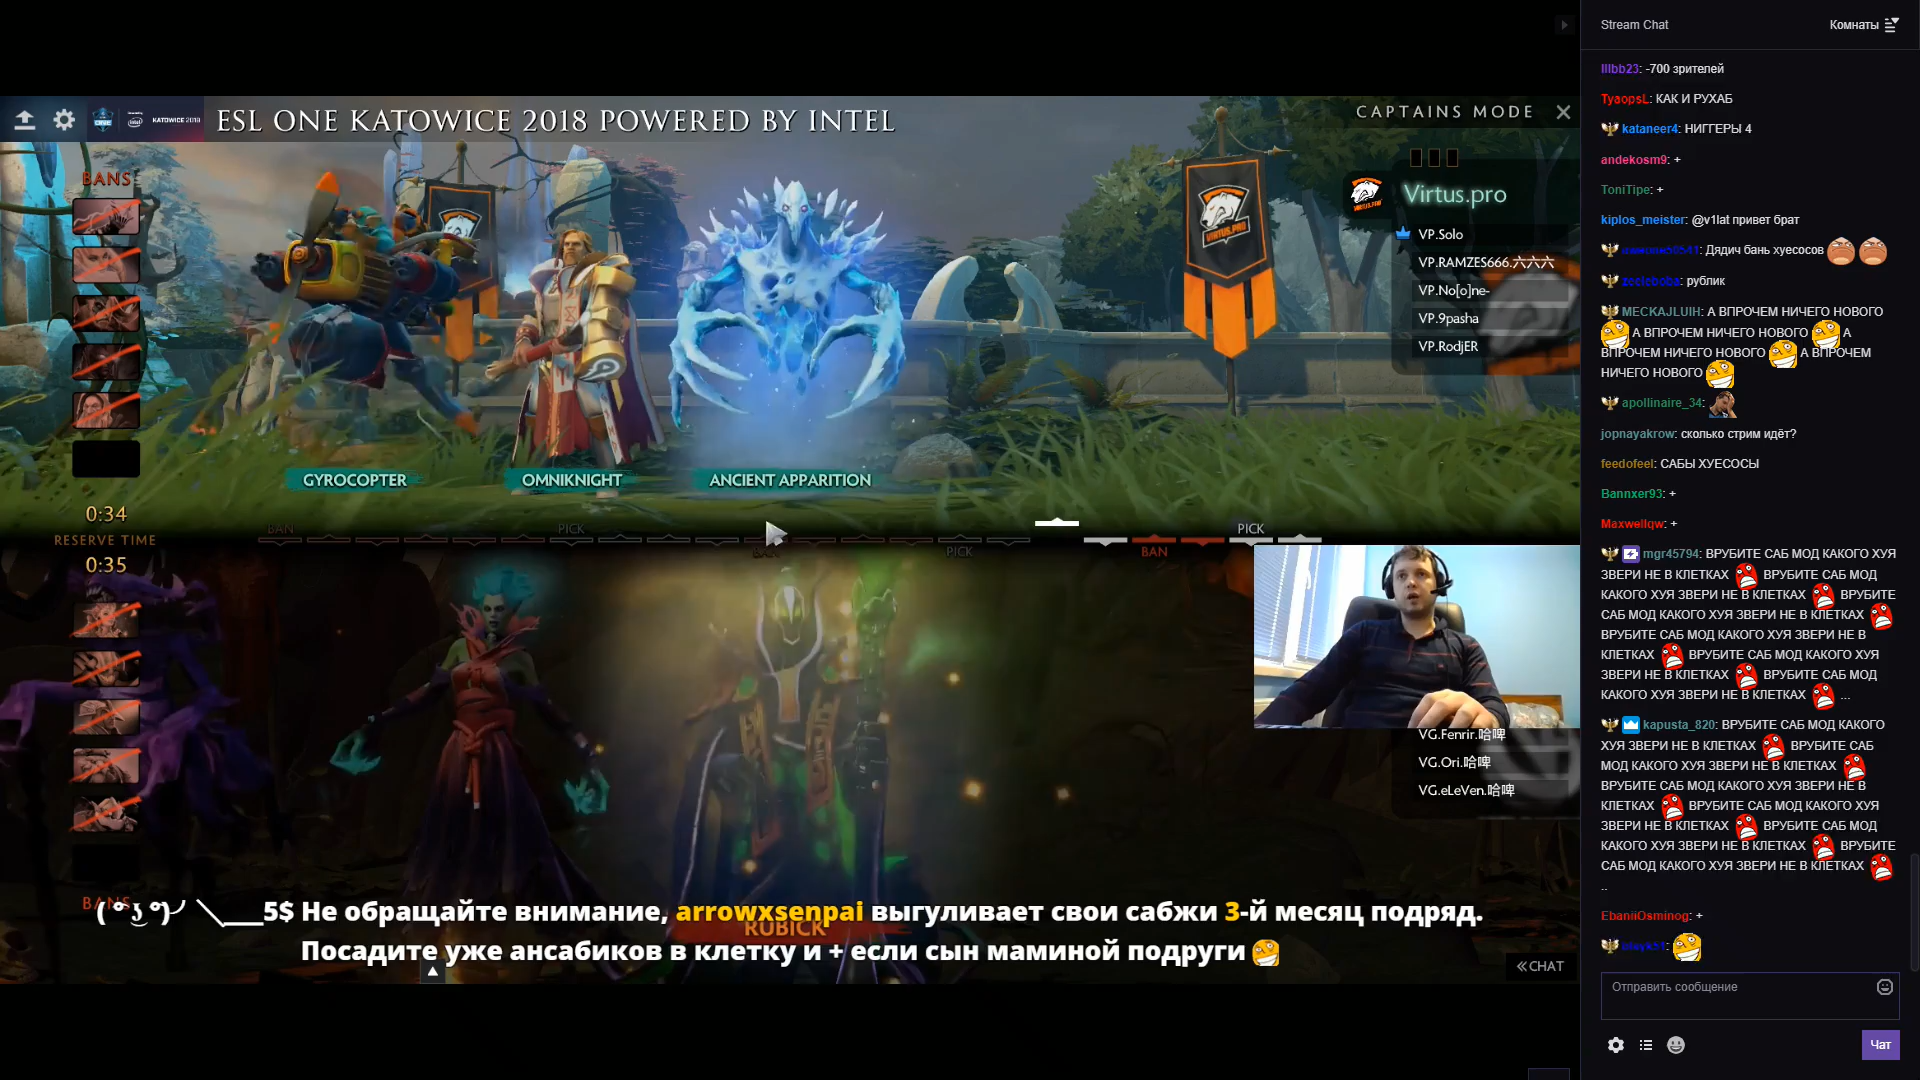 ESL ONE KATOWICE 2018 POWERED BY INTEL
KATOWICE 2018
CAPTAINS MODE
BANS
Virtus.pro
VP.Solo
VP.RAMZES666.六六六
VP.No[o]ne-
VP.9pasha
VP.RodjER
GYROCOPTER
OMNIKNIGHT
ANCIENT APPARITION
0:34
RESERVE TIME
0:35
BAN
PICK
BAN
PICK
BAN
PICK
VG.Fenrir.哈啤
VG.Ori.哈啤
VG.eLeVen.哈啤
BANS
RUBICK
5$ Не обращайте внимание, arrowxsenpai выгуливает свои сабжи 3-й месяц подряд.
Посадите уже ансабиков в клетку и + если сын маминой подруги
CHAT
Stream Chat
Комнаты
lllbb23: -700 зрителей
TyaopsL: КАК И РУХАБ
kataneer4: НИГГЕРЫ 4
andekosm9: +
ToniTipe: +
kiplos_meister: @v1lat привет брат
: Дядич бань хуесосов
zeeleboba: рублик
MECKAJLUIH: А ВПРОЧЕМ НИЧЕГО НОВОГО
А ВПРОЧЕМ НИЧЕГО НОВОГО А
ВПРОЧЕМ НИЧЕГО НОВОГО А ВПРОЧЕМ
НИЧЕГО НОВОГО
apollinaire_34:
jopnayakrow: сколько стрим идёт?
feedofeel: САБЫ ХУЕСОСЫ
Bannxer93: +
Maxwellqw: +
mgr45794: ВРУБИТЕ САБ МОД КАКОГО ХУЯ
ЗВЕРИ НЕ В КЛЕТКАХ ВРУБИТЕ САБ МОД
КАКОГО ХУЯ ЗВЕРИ НЕ В КЛЕТКАХ ВРУБИТЕ
САБ МОД КАКОГО ХУЯ ЗВЕРИ НЕ В КЛЕТКАХ
ВРУБИТЕ САБ МОД КАКОГО ХУЯ ЗВЕРИ НЕ В
КЛЕТКАХ ВРУБИТЕ САБ МОД КАКОГО ХУЯ
ЗВЕРИ НЕ В КЛЕТКАХ ВРУБИТЕ САБ МОД
КАКОГО ХУЯ ЗВЕРИ НЕ В КЛЕТКАХ ...
kapusta_820: ВРУБИТЕ САБ МОД КАКОГО
ХУЯ ЗВЕРИ НЕ В КЛЕТКАХ ВРУБИТЕ САБ
МОД КАКОГО ХУЯ ЗВЕРИ НЕ В КЛЕТКАХ
ВРУБИТЕ САБ МОД КАКОГО ХУЯ ЗВЕРИ НЕ В
КЛЕТКАХ ВРУБИТЕ САБ МОД КАКОГО ХУЯ
ЗВЕРИ НЕ В КЛЕТКАХ ВРУБИТЕ САБ МОД
КАКОГО ХУЯ ЗВЕРИ НЕ В КЛЕТКАХ ВРУБИТЕ
САБ МОД КАКОГО ХУЯ ЗВЕРИ НЕ В КЛЕТКАХ
..
EbaniiOsminog: +
playk51:
Отправить сообщение
Чат